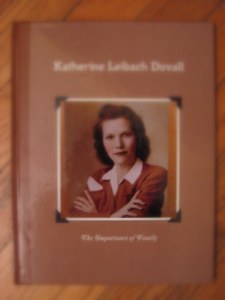 Katherine Leibach Duvall
The Importance of Family